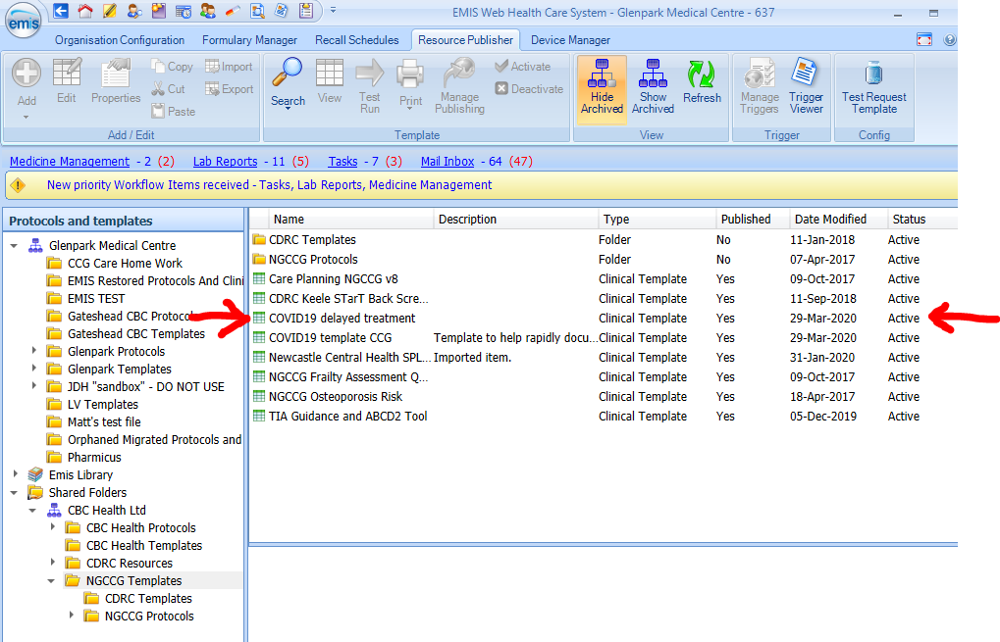 emis
EMIS Web Health Care System - Glenpark Medical Centre - 637
Organisation Configuration Formulary Manager Recall Schedules Resource Publisher Device Manager
Add Edit Properties Copy Cut Paste Import Export
Add / Edit
Search View Test Run Print Manage Publishing Activate Deactivate
Template
Hide Archived Show Archived Refresh
View
Manage Triggers Trigger Viewer
Trigger
Test Request Template
Config
Medicine Management - 2 (2) Lab Reports - 11 (5) Tasks - 7 (3) Mail Inbox - 64 (47)
New priority Workflow Items received - Tasks, Lab Reports, Medicine Management
Protocols and templates
Glenpark Medical Centre
CCG Care Home Work
EMIS Restored Protocols And Clini
EMIS TEST
Gateshead CBC Protocols
Gateshead CBC Templates
Glenpark Protocols
Glenpark Templates
JDH "sandbox" - DO NOT USE
LV Templates
Matt's test file
Orphaned Migrated Protocols and
Pharmicus
Emis Library
Shared Folders
CBC Health Ltd
CBC Health Protocols
CBC Health Templates
CDRC Resources
NGCCG Templates
CDRC Templates
NGCCG Protocols
Name Description Type Published Date Modified Status
CDRC Templates Folder No 11-Jan-2018 Active
NGCCG Protocols Folder No 07-Apr-2017 Active
Care Planning NGCCG v8 Clinical Template Yes 09-Oct-2017 Active
CDRC Keele STarT Back Scre... Clinical Template Yes 11-Sep-2018 Active
COVID19 delayed treatment Clinical Template Yes 29-Mar-2020 Active
COVID19 template CCG Template to help rapidly docu... Clinical Template Yes 29-Mar-2020 Active
Newcastle Central Health SPL... Imported item. Clinical Template Yes 31-Jan-2020 Active
NGCCG Frailty Assessment Q... Clinical Template Yes 09-Oct-2017 Active
NGCCG Osteoporosis Risk Clinical Template Yes 18-Apr-2017 Active
TIA Guidance and ABCD2 Tool Clinical Template Yes 05-Dec-2019 Active